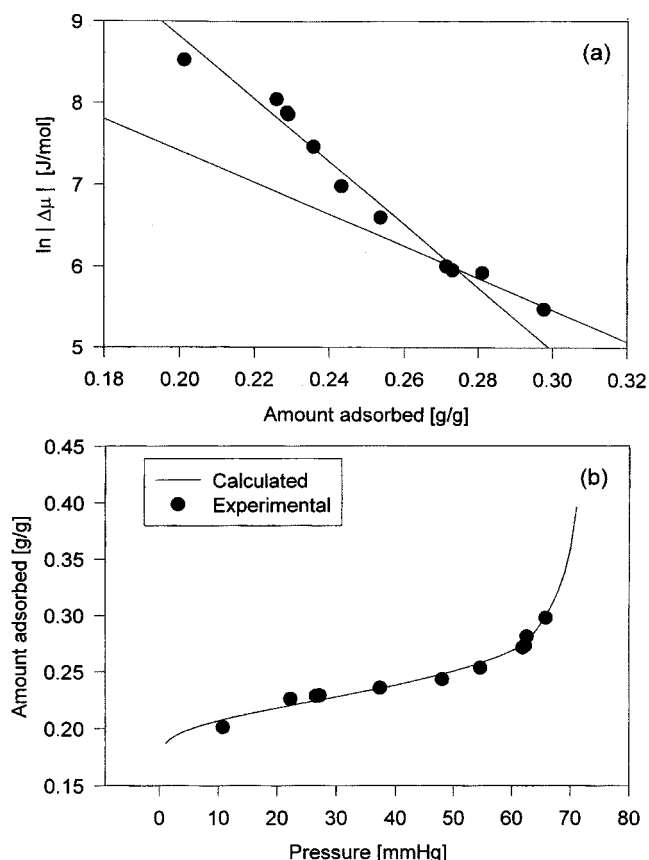 (a)
9
8
7
6
5
ln | Δμ | [J/mol]
0.18 0.20 0.22 0.24 0.26 0.28 0.30 0.32
Amount adsorbed [g/g]
(b)
Calculated
Experimental
0.45
0.40
0.35
0.30
0.25
0.20
0.15
Amount adsorbed [g/g]
0 10 20 30 40 50 60 70 80
Pressure [mmHg]